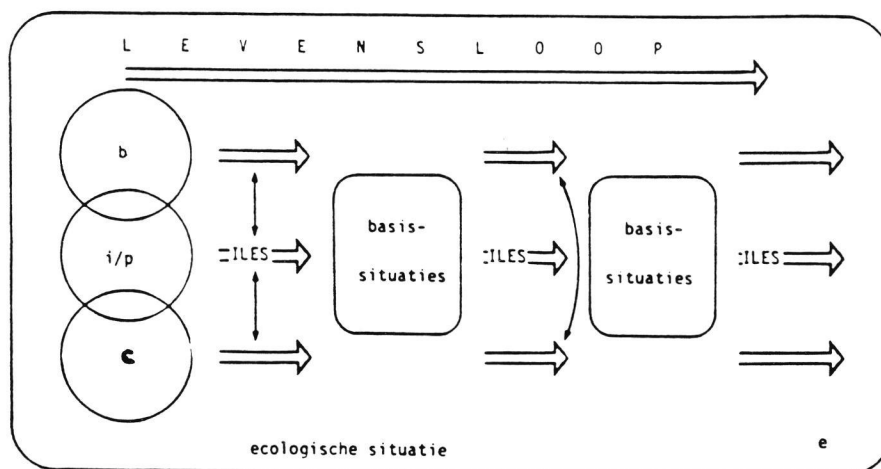 L E V E N S L O O P
b
i/p
c
ILES
basis-
situaties
ILES
basis-
situaties
ILES
ecologische situatie
e